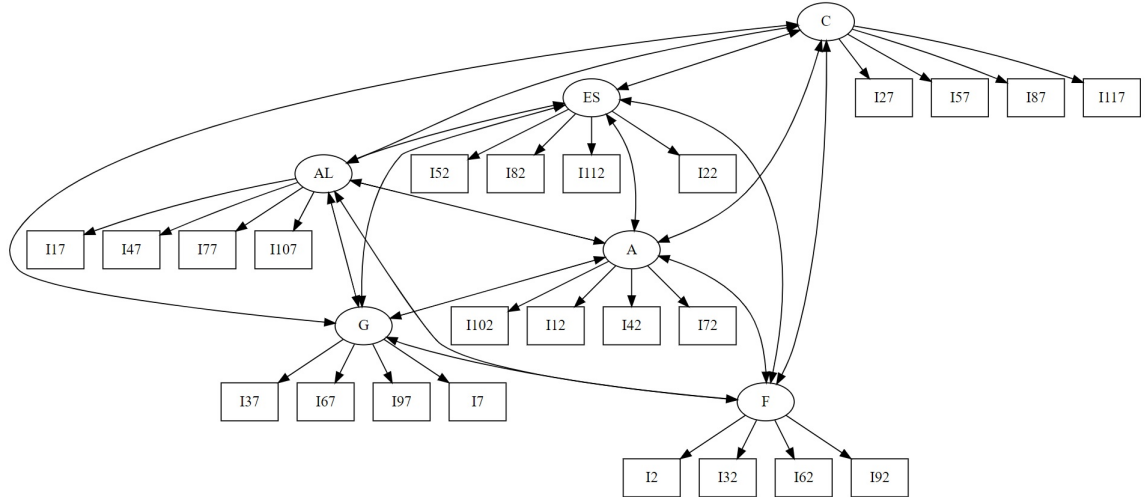 C
I27 I57 I87 I117
ES
I52 I82 I112 I22
AL
I17 I47 I77 I107
A
I102 I12 I42 I72
G
I37 I67 I97 I7
F
I2 I32 I62 I92